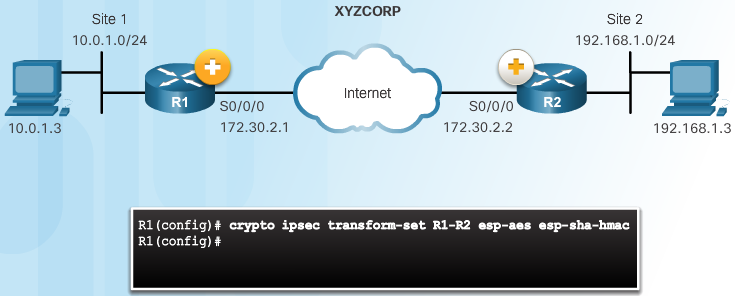 XYZCORP
Site 1
10.0.1.0/24
Site 2
192.168.1.0/24
R1
S0/0/0
172.30.2.1
Internet
S0/0/0
172.30.2.2
R2
10.0.1.3
192.168.1.3
R1(config)# crypto ipsec transform-set R1-R2 esp-aes esp-sha-hmac
R1(config)#